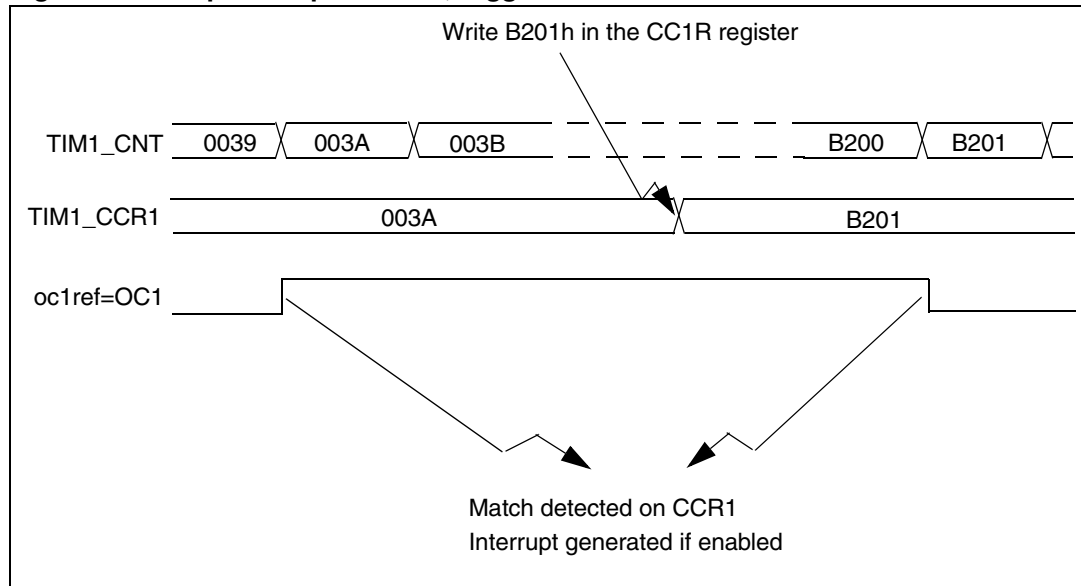 Write B201h in the CC1R register
TIM1_CNT 0039 003A 003B B200 B201
TIM1_CCR1 003A B201
oc1ref=OC1
Match detected on CCR1
Interrupt generated if enabled